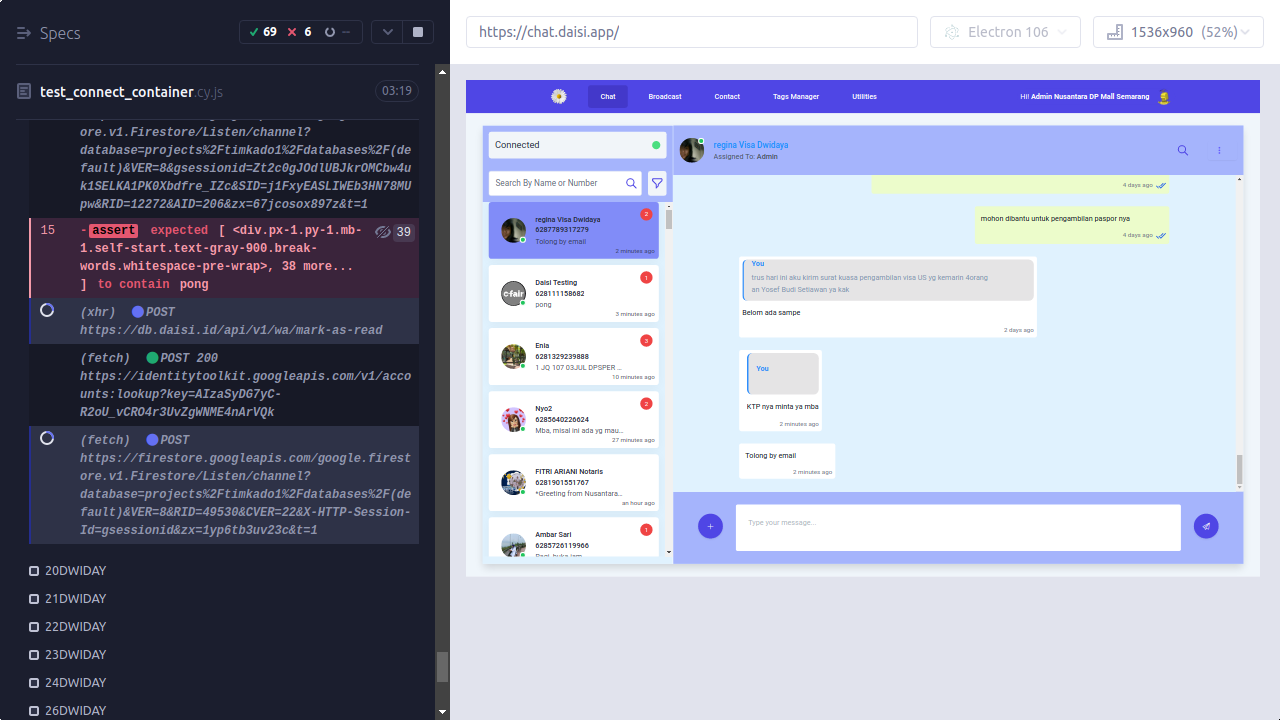 Specs
69
6
--
test_connect_container.cy.js
03:19
ore.v1.Firestore/Listen/channel?
database=projects%2Ftimkado1%2Fdatabases%2F(de
fault)&VER=8&gsessionid=Zt2c0gJOdlUBJkrOMCbw4u
k1SELKA1PK0Xbdfre_IZc&SID=j1FxyEASLIWEb3HN78MU
pw&RID=12272&AID=206&zx=67jcosox897z&t=1
15
-assert expected [ <div.px-1.py-1.mb-
1.self-start.text-gray-900.break-
words.whitespace-pre-wrap>, 38 more...
] to contain pong
39
(xhr) POST
https://db.daisi.id/api/v1/wa/mark-as-read
(fetch) POST 200
https://identitytoolkit.googleapis.com/v1/acco
unts:lookup?key=AIzaSyDG7yC-
R2oU_vCRO4r3UvZgWNME4nArVQk
(fetch) POST
https://firestore.googleapis.com/google.firest
ore.v1.Firestore/Listen/channel?
database=projects%2Ftimkado1%2Fdatabases%2F(de
fault)&VER=8&RID=49530&CVER=22&X-HTTP-Session-
Id=gsessionid&zx=1yp6tb3uv23c&t=1
20DWIDAY
21DWIDAY
22DWIDAY
23DWIDAY
24DWIDAY
26DWIDAY
https://chat.daisi.app/
Electron 106
1536x960 (52%)
Chat
Broadcast
Contact
Tags Manager
Utilities
Hi! Admin Nusantara DP Mall Semarang
Connected
Search By Name or Number
regina Visa Dwidaya
6287789317279
Tolong by email
2
2 minutes ago
Daisi Testing
628111158682
pong
1
3 minutes ago
c·fair
Enia
6281329239888
1 JQ 107 03JUL DPSPER ...
3
10 minutes ago
Nyo2
6285640226624
Mba, misal ini ada yg mau...
2
27 minutes ago
FITRI ARIANI Notaris
6281901551767
*Greeting from Nusantara...
an hour ago
Ambar Sari
6285726119966
1
regina Visa Dwidaya
Assigned To: Admin
4 days ago
mohon dibantu untuk pengambilan paspor nya
4 days ago
You
trus hari ini aku kirim surat kuasa pengambilan visa US yg kemarin 4orang
an Yosef Budi Setiawan ya kak
Belom ada sampe
2 days ago
You
KTP nya minta ya mba
2 minutes ago
Tolong by email
2 minutes ago
+
Type your message...